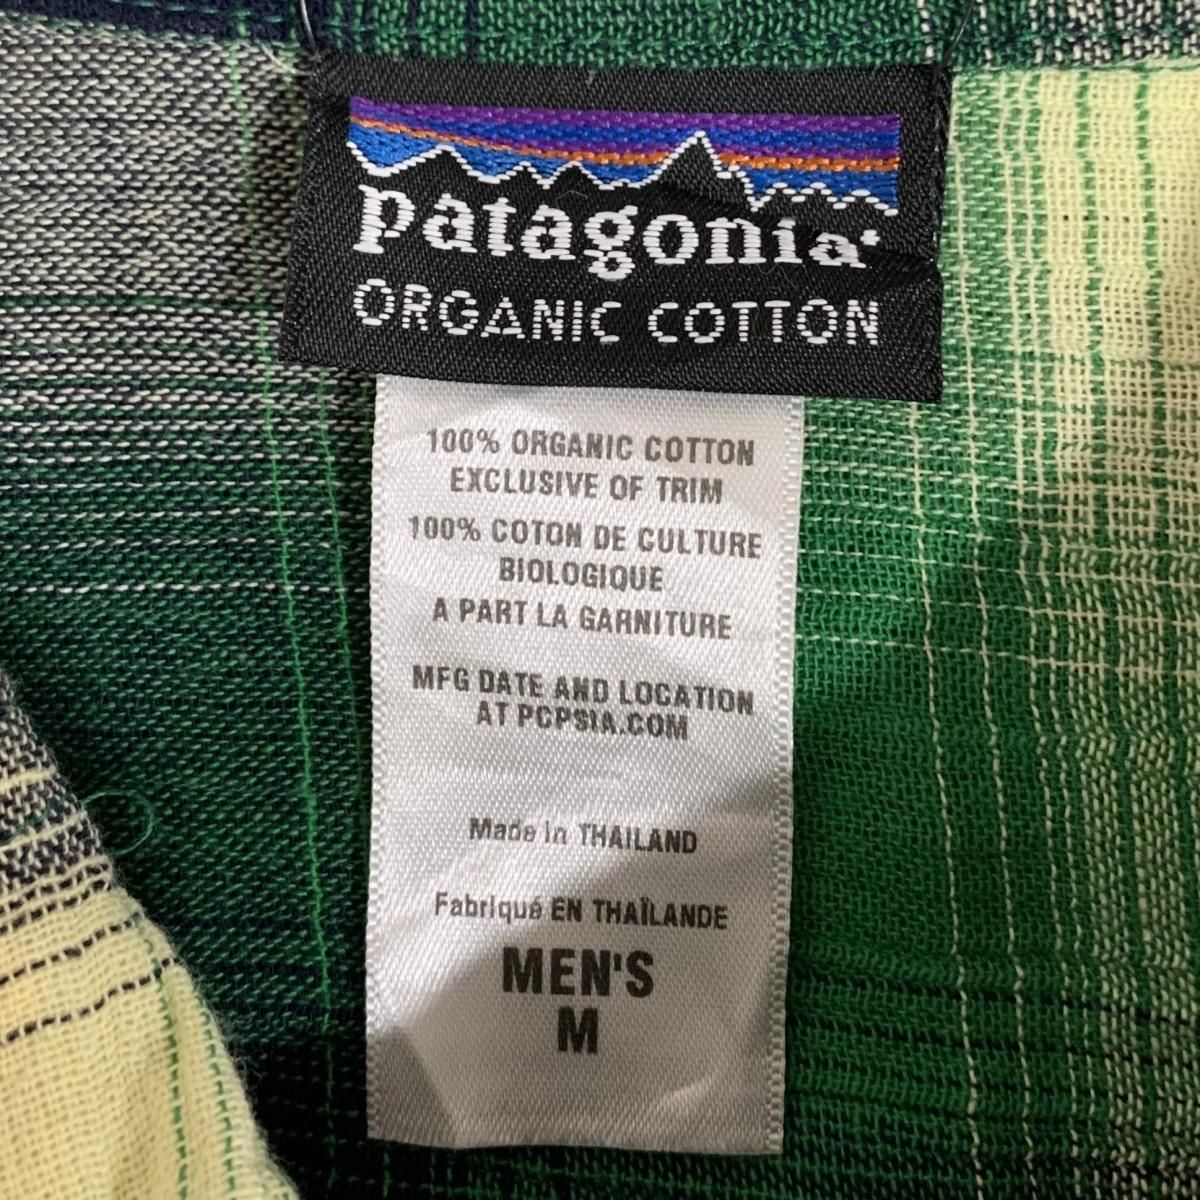 patagonia
ORGANIC COTTON
100% ORGANIC COTTON
EXCLUSIVE OF TRIM
100% COTON DE CULTURE
BIOLOGIQUE
A PART LA GARNITURE
MFG DATE AND LOCATION
AT PCPSIA.COM
Made in THAILAND
Fabriqué EN THAÏLANDE
MEN'S
M